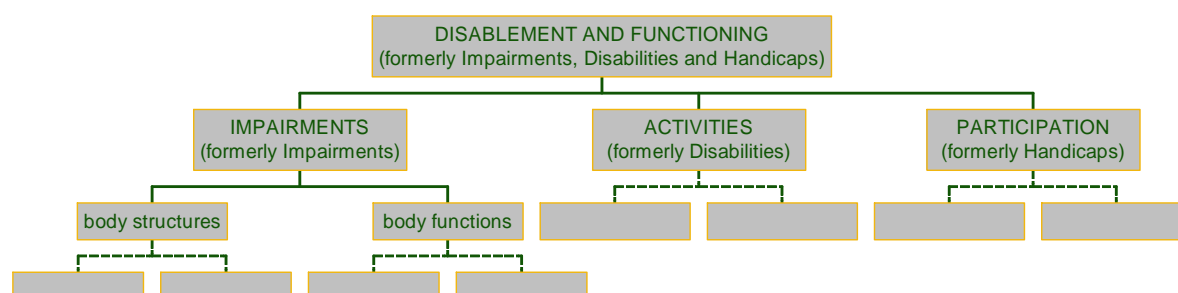 DISABLEMENT AND FUNCTIONING
(formerly Impairments, Disabilities and Handicaps)
IMPAIRMENTS
(formerly Impairments)
ACTIVITIES
(formerly Disabilities)
PARTICIPATION
(formerly Handicaps)
body structures
body functions